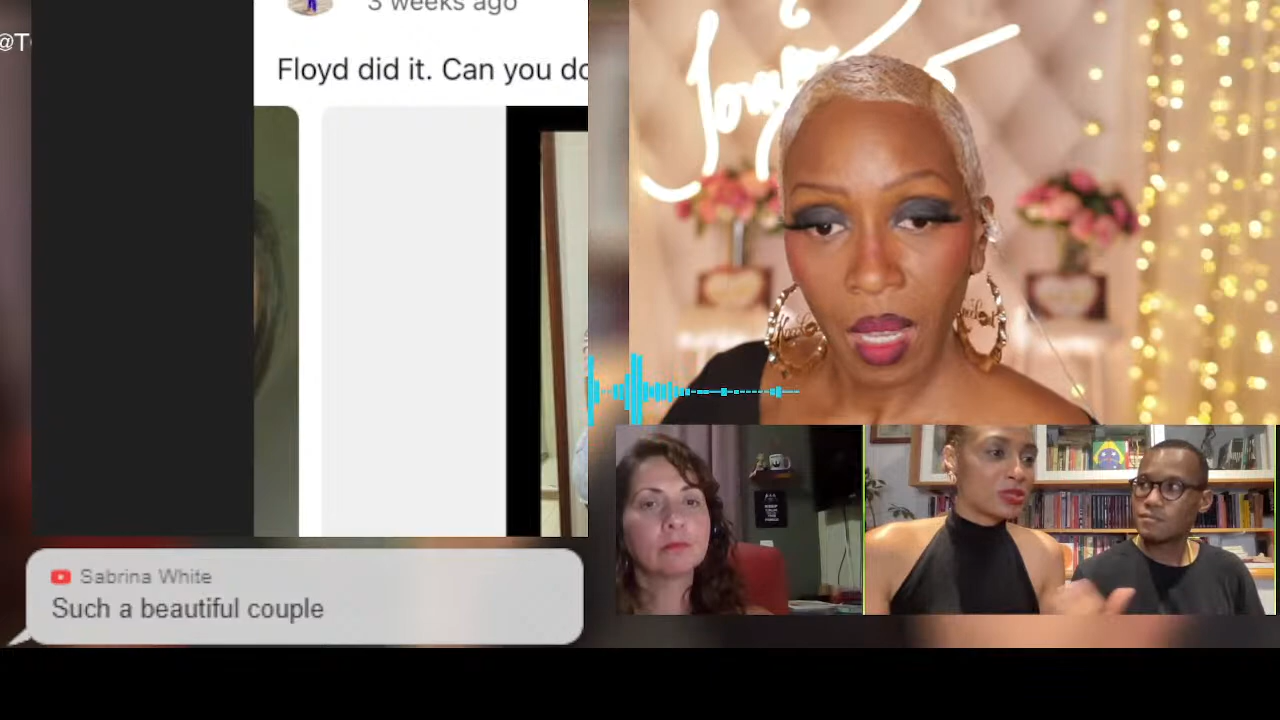 3 weeks ago
@T
Floyd did it. Can you do
Sabrina White
Such a beautiful couple